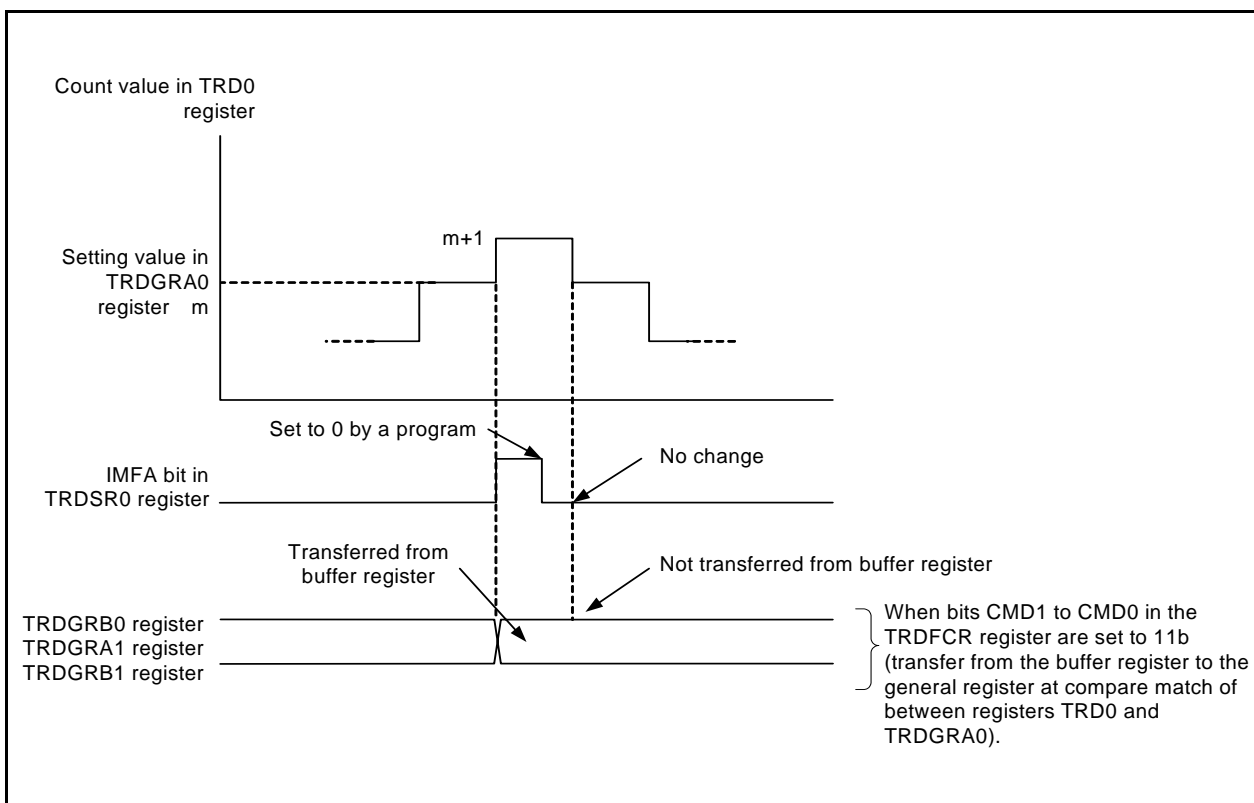 Count value in TRD0
register
m+1
Setting value in
TRDGRA0
register m
Set to 0 by a program
No change
IMFA bit in
TRDSR0 register
Transferred from
buffer register
Not transferred from buffer register
TRDGRB0 register
TRDGRA1 register
TRDGRB1 register
When bits CMD1 to CMD0 in the
TRDFCR register are set to 11b
(transfer from the buffer register to the
general register at compare match of
between registers TRD0 and
TRDGRA0).